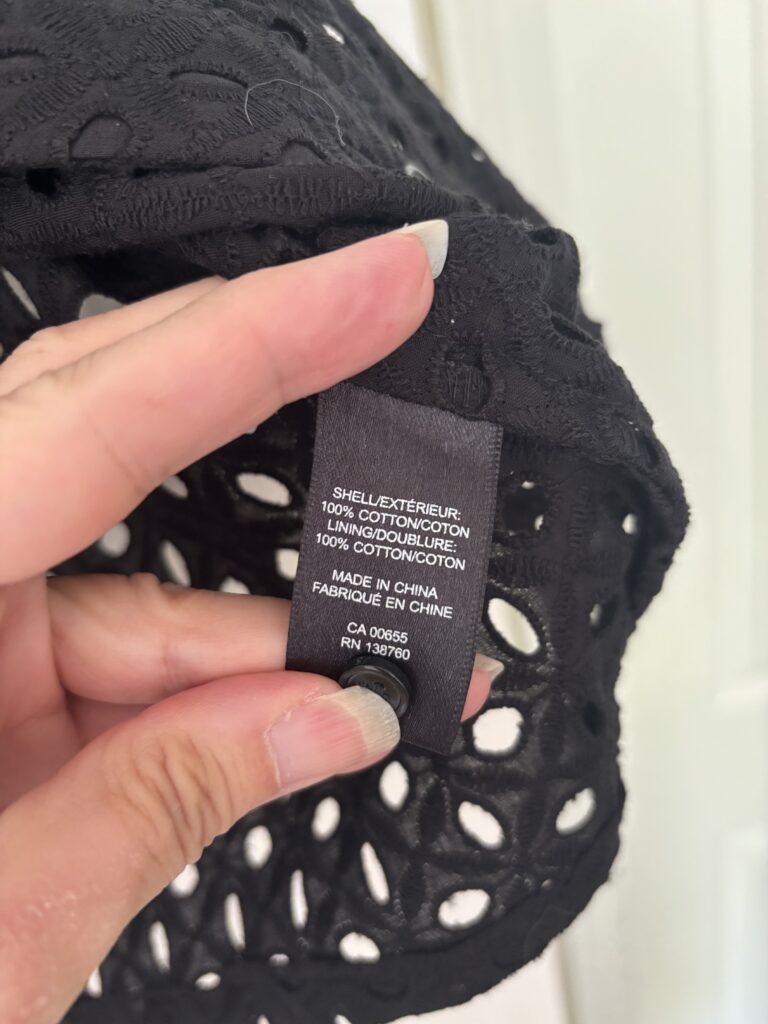 SHELL/EXTÉRIEUR:
100% COTTON/COTON
LINING/DOUBLURE:
100% COTTON/COTON
MADE IN CHINA
FABRIQUÉ EN CHINE
CA 00655
RN 138760